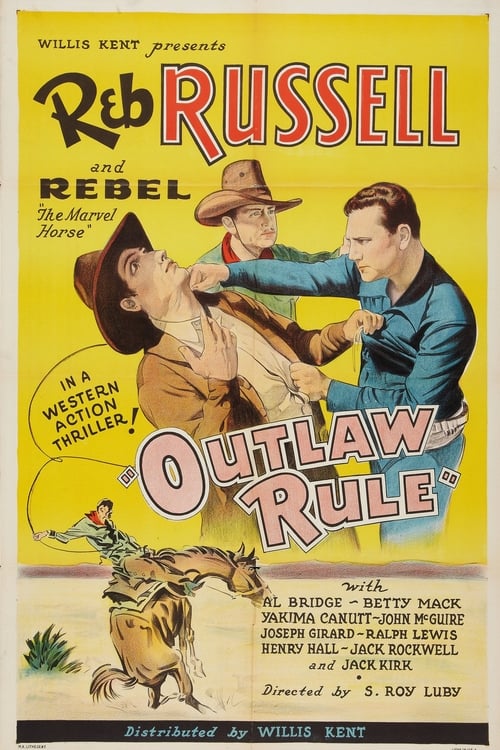 WILLIS KENT presents
Reb RUSSELL
and
REBEL
"The Marvel
Horse"
IN A
WESTERN
ACTION
THRILLER!
"OUTLAW
RULE"
with
AL BRIDGE ~ BETTY MACK
YAKIMA CANUTT ~ JOHN McGUIRE
JOSEPH GIRARD ~ RALPH LEWIS
HENRY HALL ~ JACK ROCKWELL
and JACK KIRK
Directed by S. ROY LUBY
Distributed by WILLIS KENT